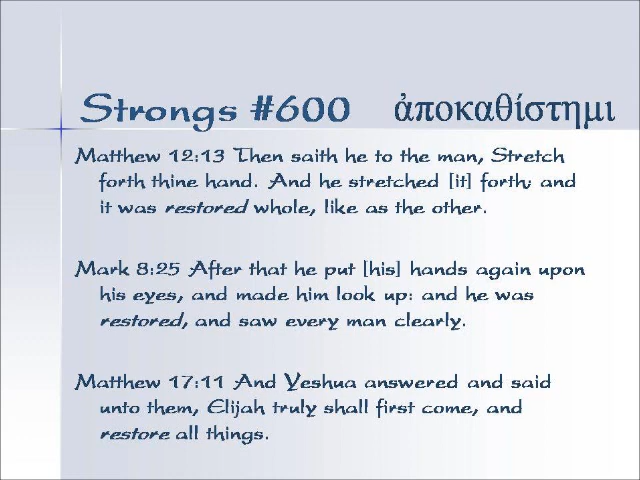 Strongs #600 ἀποκαθίστημι
Matthew 12:13 Then saith he to the man, Stretch
forth thine hand. And he stretched [it] forth; and
it was restored whole, like as the other.
Mark 8:25 After that he put [his] hands again upon
his eyes, and made him look up: and he was
restored, and saw every man clearly.
Matthew 17:11 And Yeshua answered and said
unto them, Elijah truly shall first come, and
restore all things.